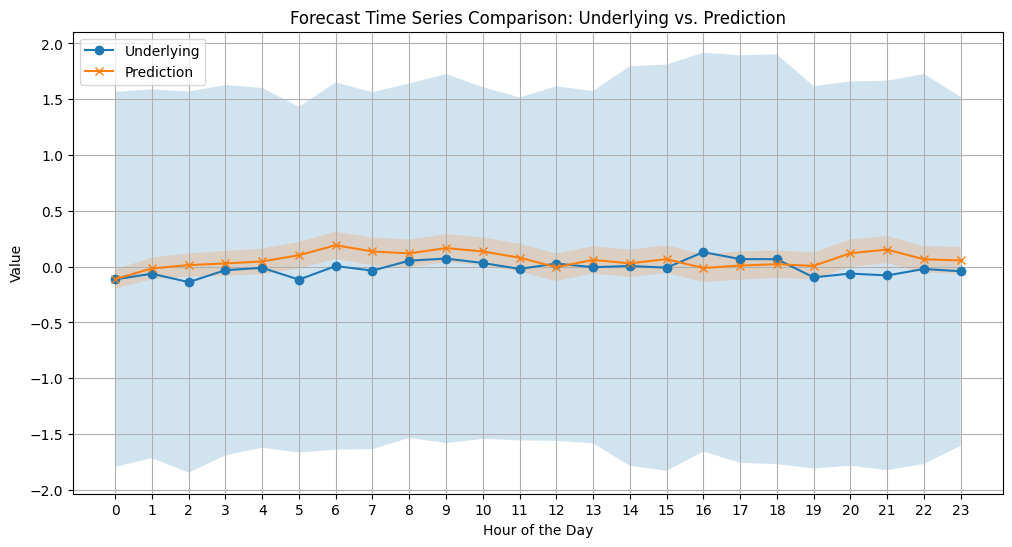 Forecast Time Series Comparison: Underlying vs. Prediction
Underlying
Prediction
2.0
1.5
1.0
0.5
0.0
−0.5
−1.0
−1.5
−2.0
Value
0 1 2 3 4 5 6 7 8 9 10 11 12 13 14 15 16 17 18 19 20 21 22 23
Hour of the Day